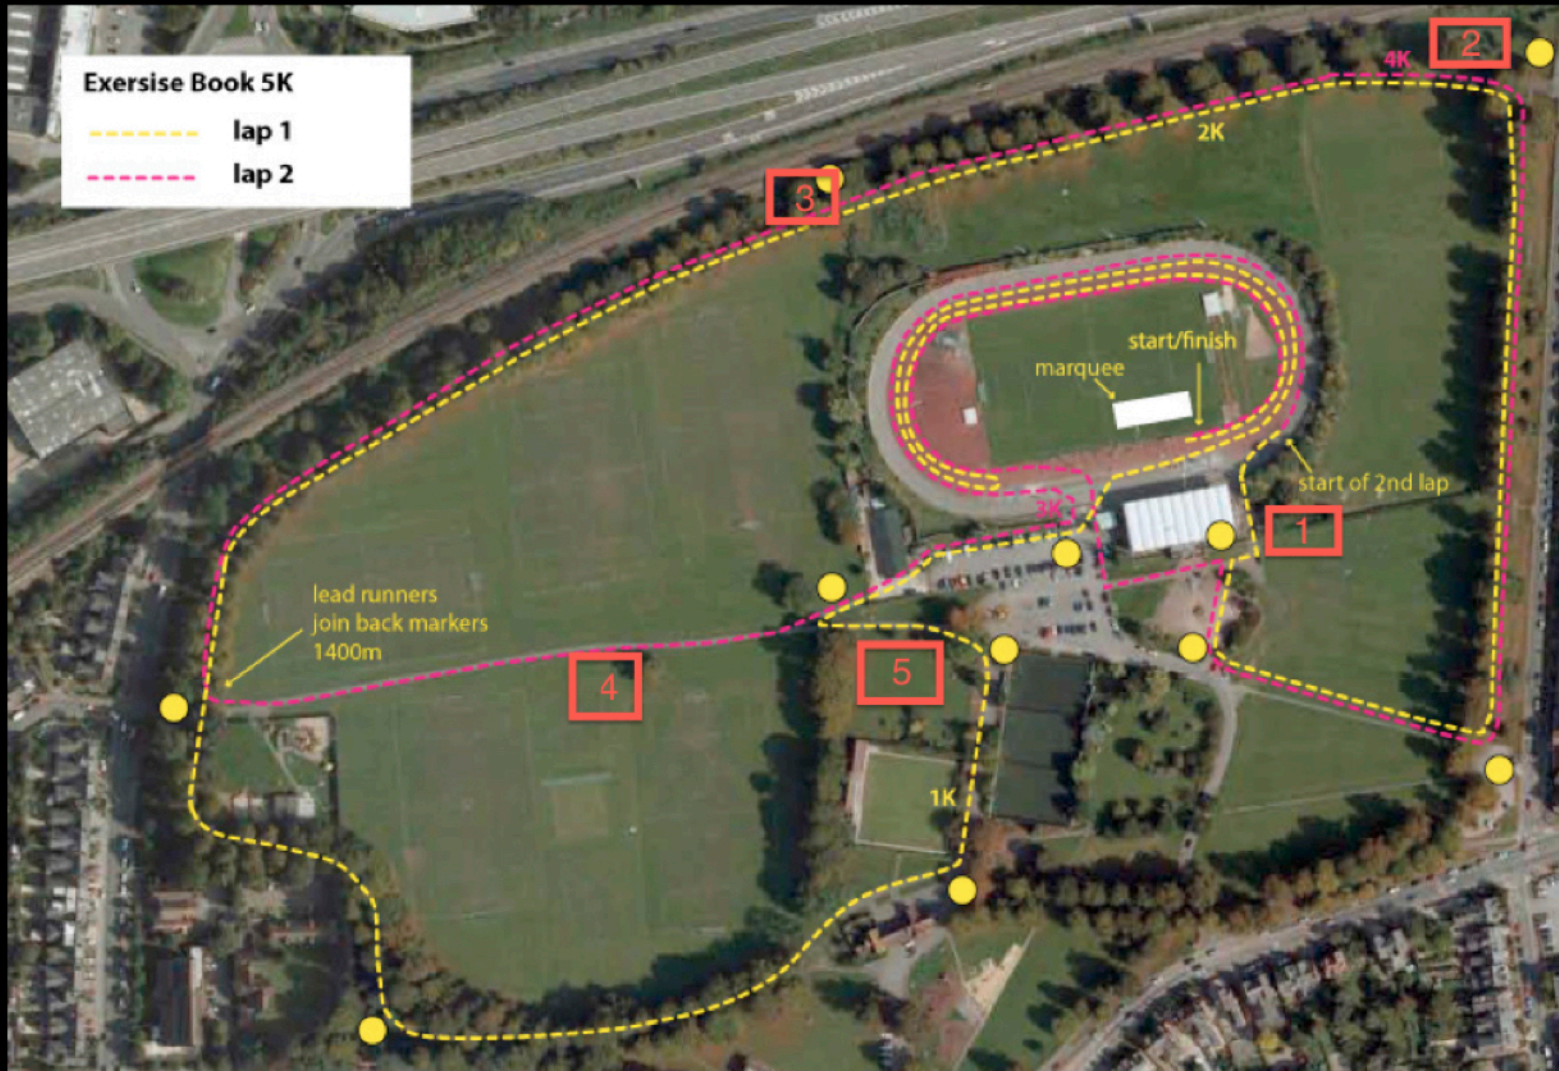 Exersise Book 5K
lap 1
lap 2
4K
2
2K
3
start/finish
marquee
start of 2nd lap
3K
1
lead runners
join back markers
1400m
4
5
1K